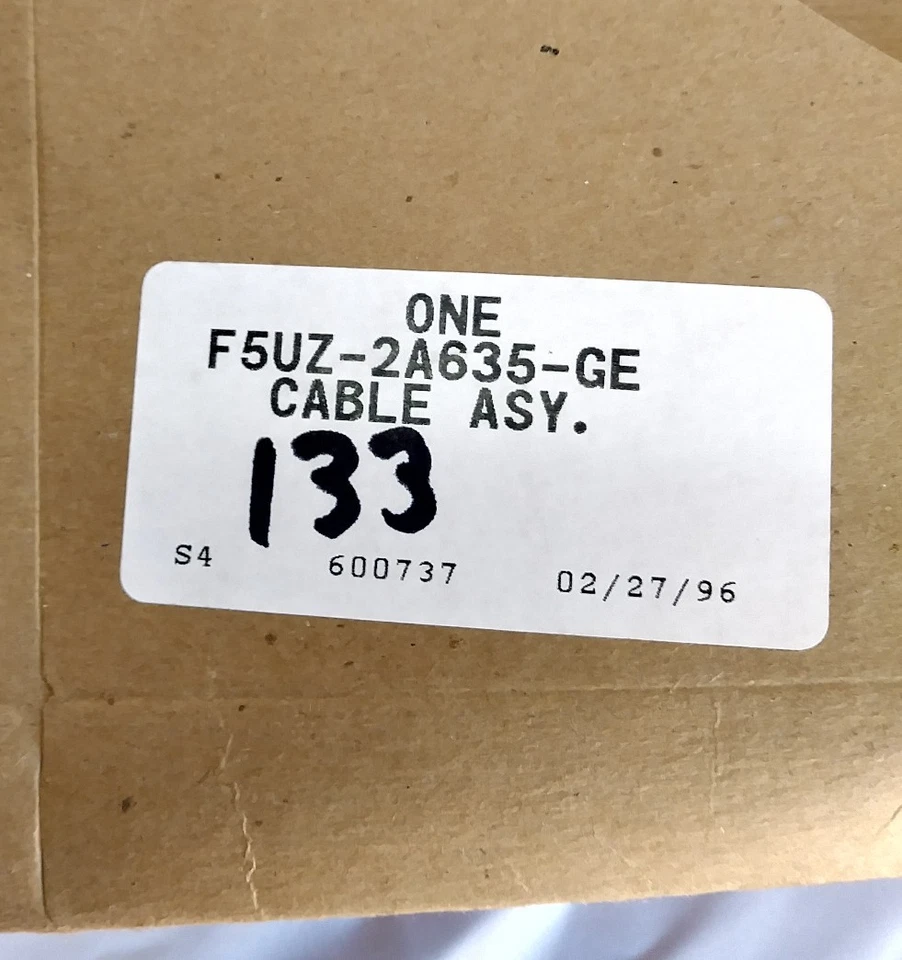 ONE
F5UZ-2A635-GE
CABLE ASY.
133
S4 600737 02/27/96